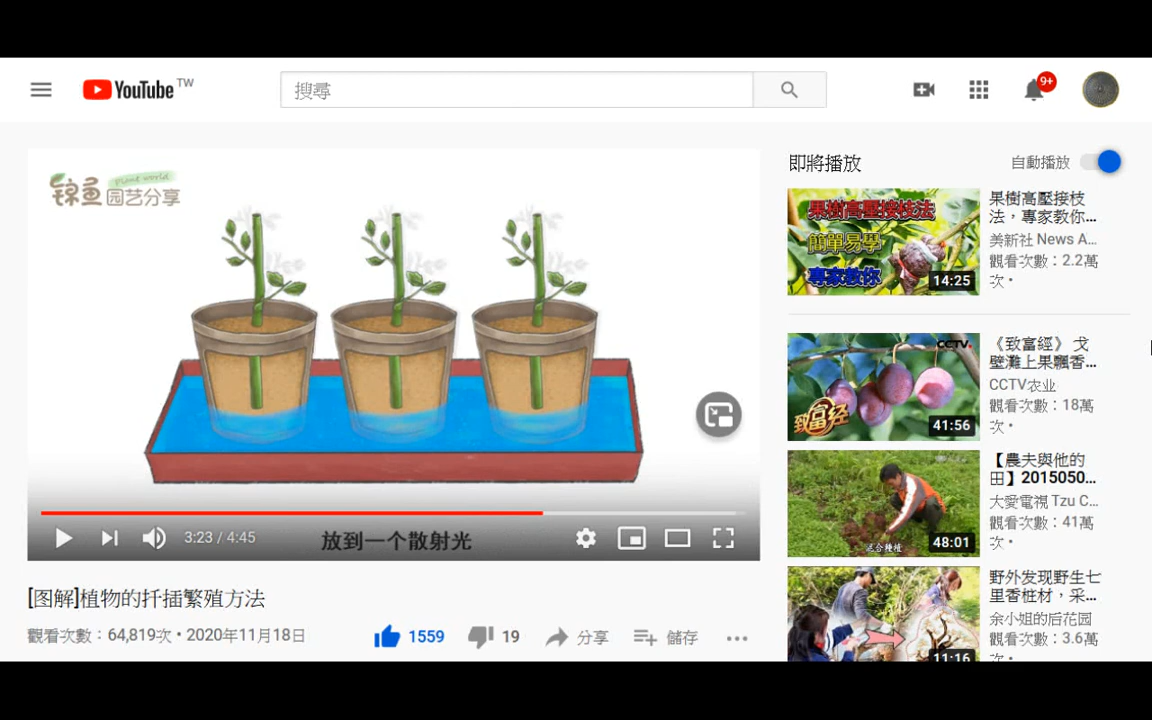 YouTube TW
搜尋
9+
锦鱼 plant world
园艺分享
3:23 / 4:45
放到一个散射光
[图解]植物的扦插繁殖方法
觀看次數：64,819次 • 2020年11月18日
1559
19
分享
儲存
即將播放
自動播放
果樹高壓接枝法
簡單易學
專家教你
14:25
果樹高壓接枝
法，專家教你...
美新社 News A...
觀看次數：2.2萬
次 •
CCTV.
致富经
41:56
《致富經》 戈
壁灘上果飄香...
CCTV农业
觀看次數：18萬
次 •
混合種植
48:01
【農夫與他的
田】2015050...
大愛電視 Tzu C...
觀看次數：41萬
次 •
11:16
野外发现野生七
里香桩材，采...
余小姐的后花园
觀看次數：3.6萬
次 •